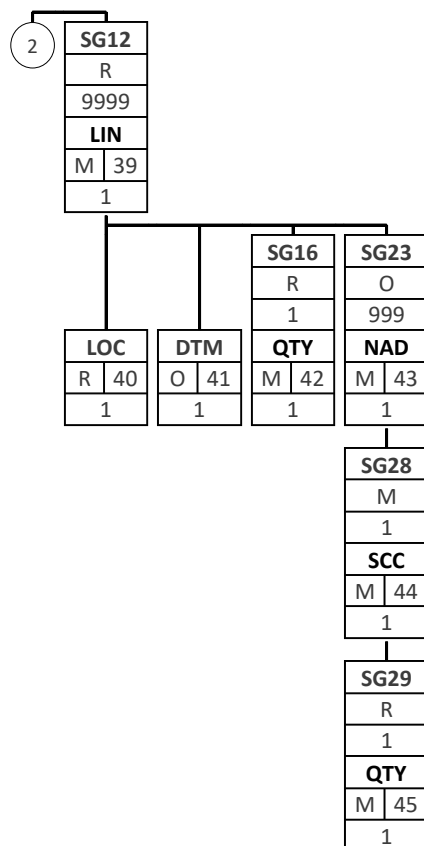 2
SG12
R
9999
LIN
M 39
1
LOC
R 40
1
DTM
O 41
1
SG16
R
1
QTY
M 42
1
SG23
O
999
NAD
M 43
1
SG28
M
1
SCC
M 44
1
SG29
R
1
QTY
M 45
1